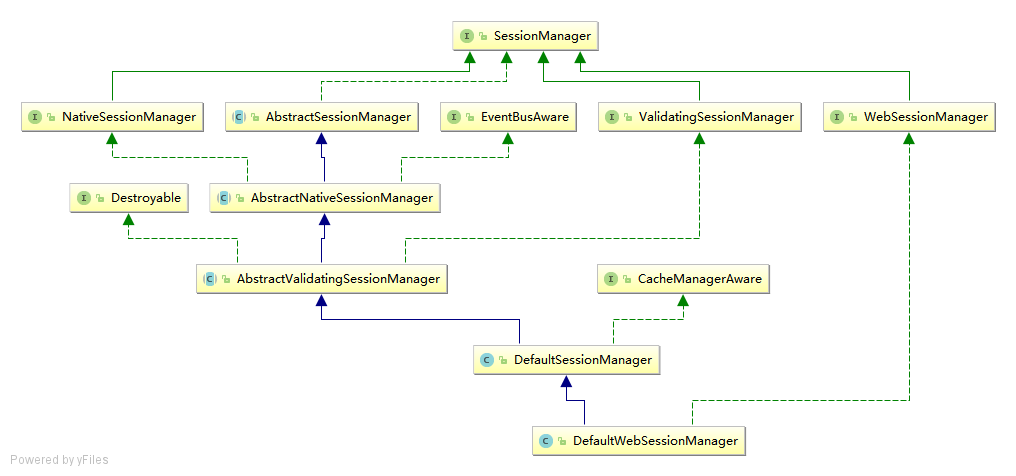 SessionManager
NativeSessionManager
AbstractSessionManager
EventBusAware
ValidatingSessionManager
WebSessionManager
Destroyable
AbstractNativeSessionManager
AbstractValidatingSessionManager
CacheManagerAware
DefaultSessionManager
DefaultWebSessionManager
Powered by yFiles